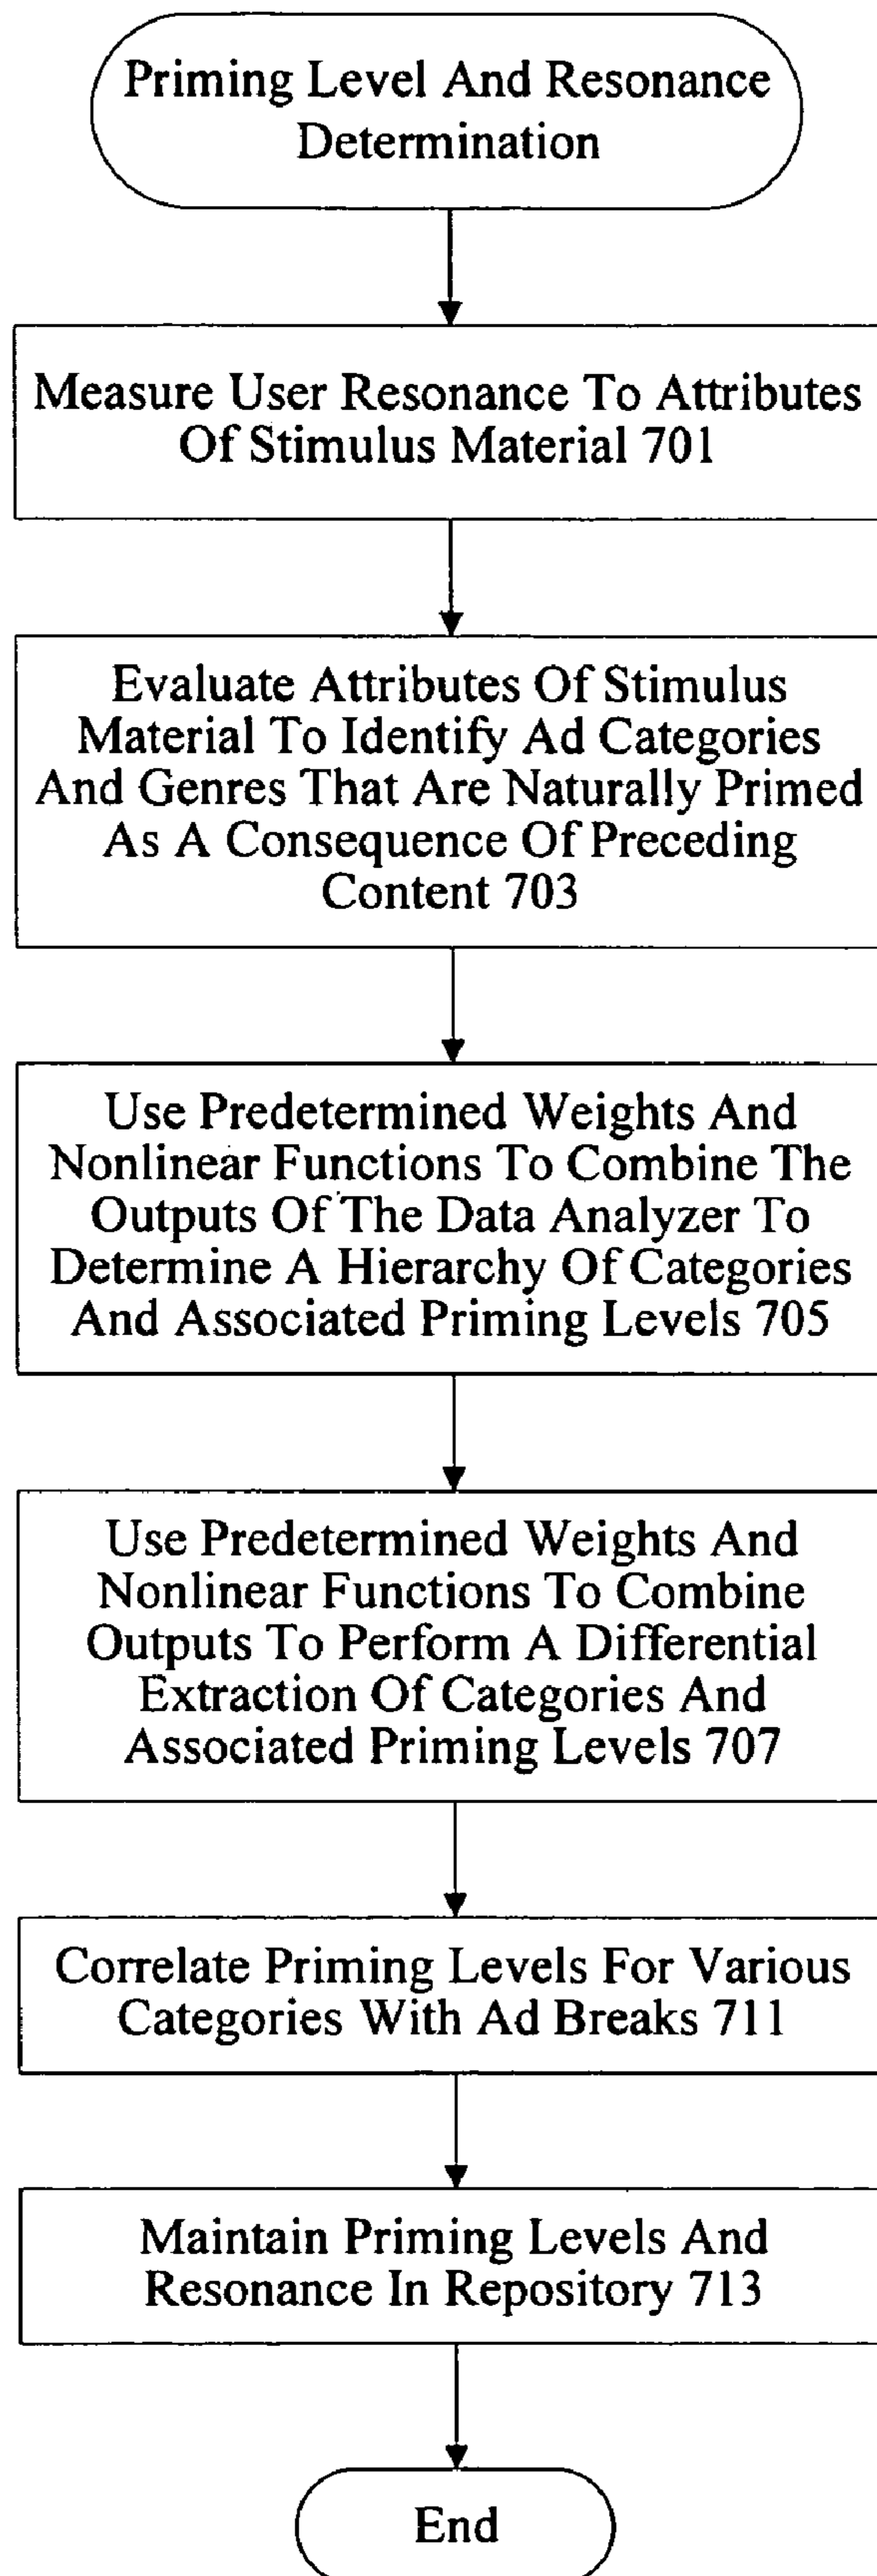 Priming Level And Resonance
Determination
Measure User Resonance To Attributes
Of Stimulus Material 701
Evaluate Attributes Of Stimulus
Material To Identify Ad Categories
And Genres That Are Naturally Primed
As A Consequence Of Preceding
Content 703
Use Predetermined Weights And
Nonlinear Functions To Combine The
Outputs Of The Data Analyzer To
Determine A Hierarchy Of Categories
And Associated Priming Levels 705
Use Predetermined Weights And
Nonlinear Functions To Combine
Outputs To Perform A Differential
Extraction Of Categories And
Associated Priming Levels 707
Correlate Priming Levels For Various
Categories With Ad Breaks 711
Maintain Priming Levels And
Resonance In Repository 713
End